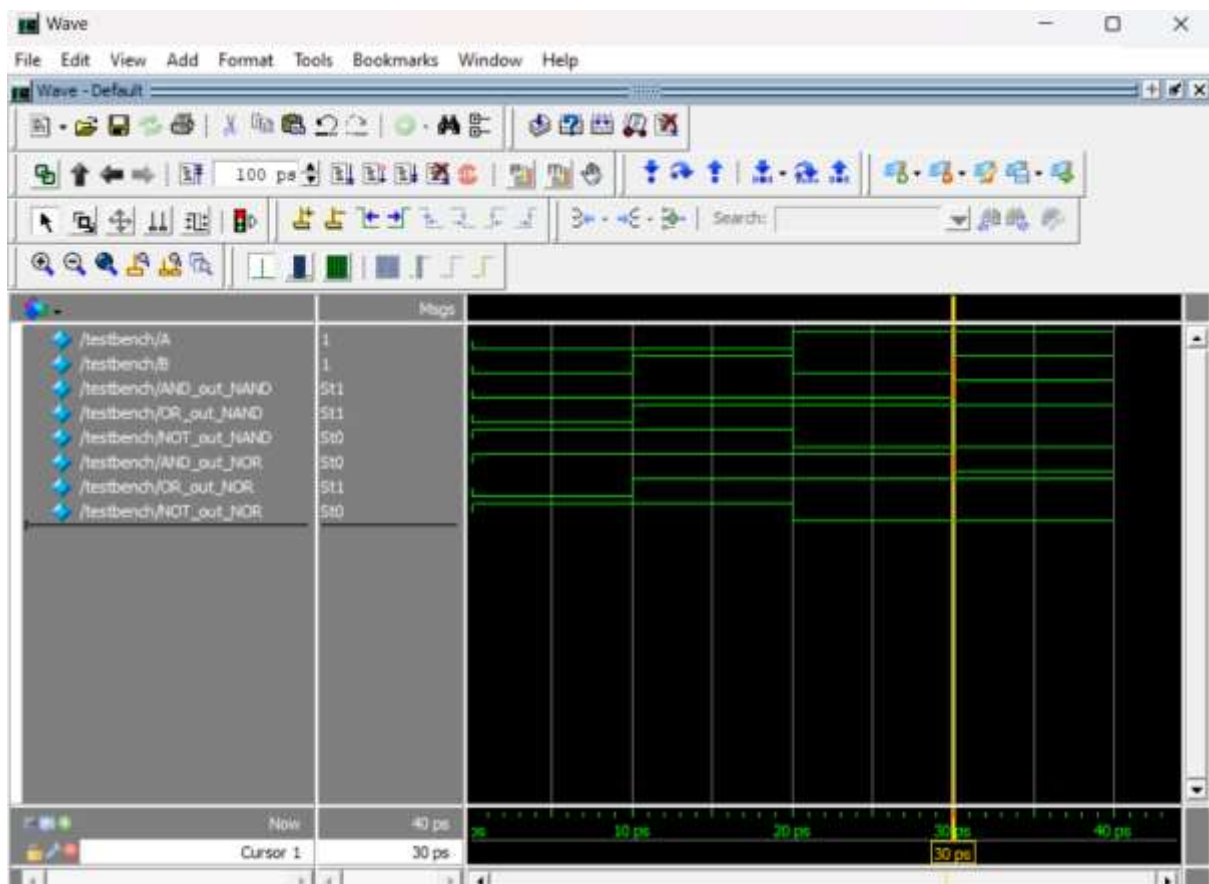 Wave
File Edit View Add Format Tools Bookmarks Window Help
Wave - Default
100 ps
Search:
Msgs
/testbench/A 1
/testbench/B 1
/testbench/AND_out_NAND St1
/testbench/OR_out_NAND St1
/testbench/NOT_out_NAND St0
/testbench/AND_out_NOR St0
/testbench/OR_out_NOR St1
/testbench/NOT_out_NOR St0
Now 40 ps
ps 10 ps 20 ps 30 ps 40 ps
Cursor 1 30 ps
30 ps